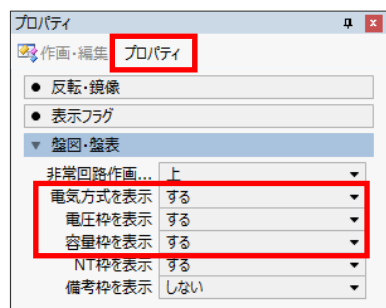 プロパティ
作画・編集 プロパティ
● 反転・鏡像
● 表示フラグ
▼ 盤図・盤表
非常回路作画... 上
電気方式を表示 する
電圧枠を表示 する
容量枠を表示 する
NT枠を表示 する
備考枠を表示 しない